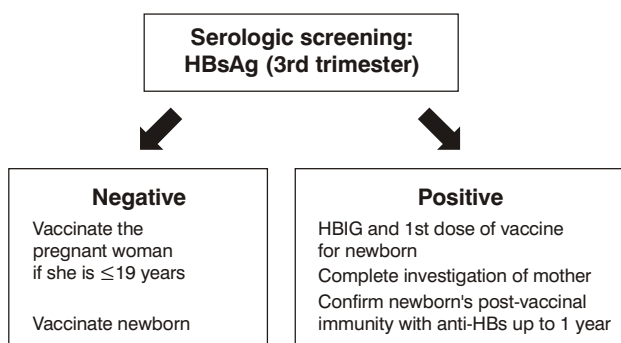 Serologic screening:
HBsAg (3rd trimester)
Negative
Vaccinate the
pregnant woman
if she is ≤19 years
Vaccinate newborn
Positive
HBIG and 1st dose of vaccine
for newborn
Complete investigation of mother
Confirm newborn's post-vaccinal
immunity with anti-HBs up to 1 year